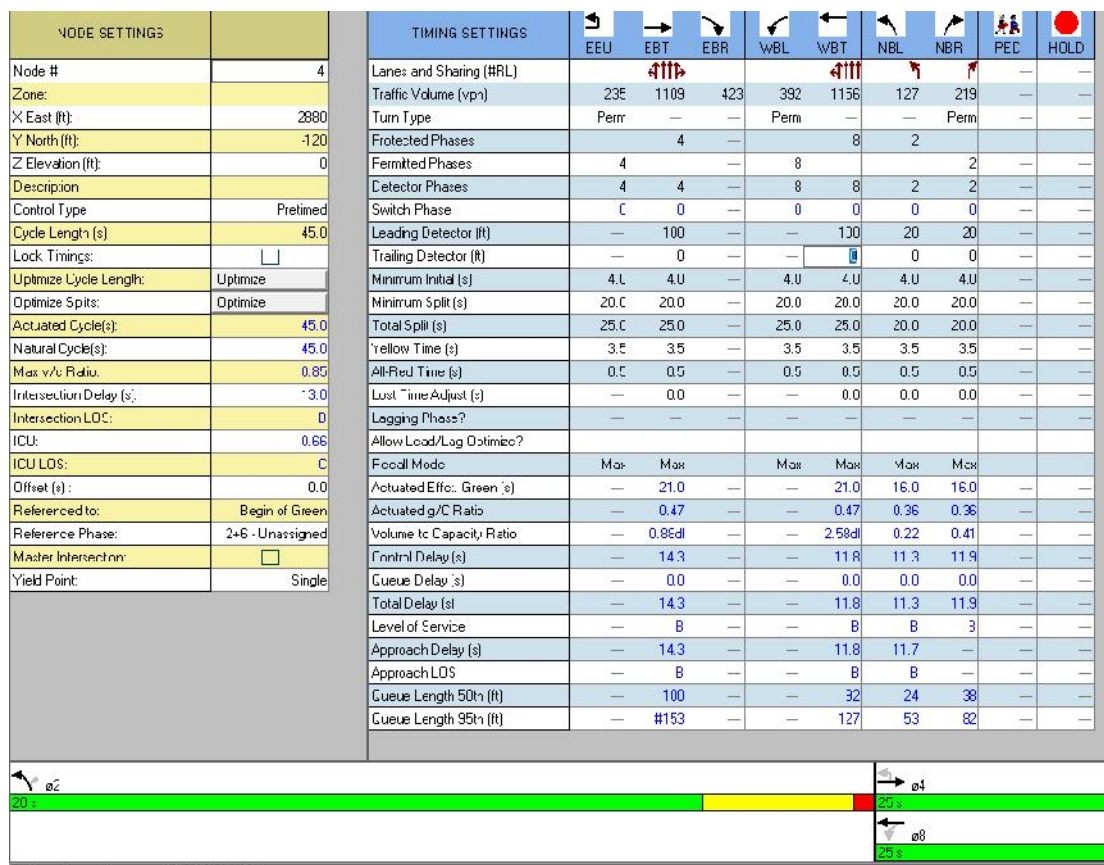 NODE SETTINGS
Node # 4
Zone:
X East (ft): 2880
Y North (ft): -120
Z Elevation (ft): 0
Description
Control Type Pretimed
Cycle Length (s) 45.0
Lock Timings:
Optimize Cycle Length: Optimize
Optimize Splits: Optimize
Actuated Cycle(s): 45.0
Natural Cycle(s): 45.0
Max v/c Ratio: 0.85
Intersection Delay (s): 13.0
Intersection LOS:
ICU: 0.66
ICU LOS: C
Offset (s) : 0.0
Referenced to: Begin of Green
Reference Phase: 2+6 - Unassigned
Master Intersection:
Yield Point: Single
TIMING SETTINGS EBU EBT EBR WBL WBT NBL NBR PED HOLD
Lanes and Sharing (#RL) — —
Traffic Volume (vph) 235 1109 423 392 1156 127 219 — —
Turn Type Perm — — Perm — — Perm — —
Protected Phases 4 — 8 2 — —
Permitted Phases 4 — 8 2 — —
Detector Phases 4 4 — 8 8 2 2 — —
Switch Phase 0 0 — 0 0 0 0 — —
Leading Detector (ft) — 100 — — 100 20 20 — —
Trailing Detector (ft) — 0 — — 0 0 0 — —
Minimum Initial (s) 4.0 4.0 — 4.0 4.0 4.0 4.0 — —
Minimum Split (s) 20.0 20.0 — 20.0 20.0 20.0 20.0 — —
Total Split (s) 25.0 25.0 — 25.0 25.0 20.0 20.0 — —
Yellow Time (s) 3.5 3.5 — 3.5 3.5 3.5 3.5 — —
All-Red Time (s) 0.5 0.5 — 0.5 0.5 0.5 0.5 — —
Lost Time Adjust (s) — 0.0 — — 0.0 0.0 0.0 — —
Lagging Phase? — — — — — — — — —
Allow Lead/Lag Optimize?
Recall Mode Max Max Max Max Max Max
Actuated Effct. Green (s) — 21.0 — — 21.0 16.0 16.0 — —
Actuated g/C Ratio — 0.47 — — 0.47 0.36 0.36 — —
Volume to Capacity Ratio — — — 2.58dl 0.22 0.41 — —
Control Delay (s) — 14.3 — — 11.8 11.3 11.9 — —
Queue Delay (s) — 0.0 — — 0.0 0.0 0.0 — —
Total Delay (s) — 14.3 — — 11.8 11.3 11.9 — —
Level of Service — B — — B B B — —
Approach Delay (s) — 14.3 — — 11.8 11.7 — — —
Approach LOS — B — — B B — — —
Queue Length 50th (ft) — 100 — — 24 38 — —
Queue Length 95th (ft) — #153 — — 127 53 82 — —
ø2
20 s
ø4
25 s
ø8
25 s